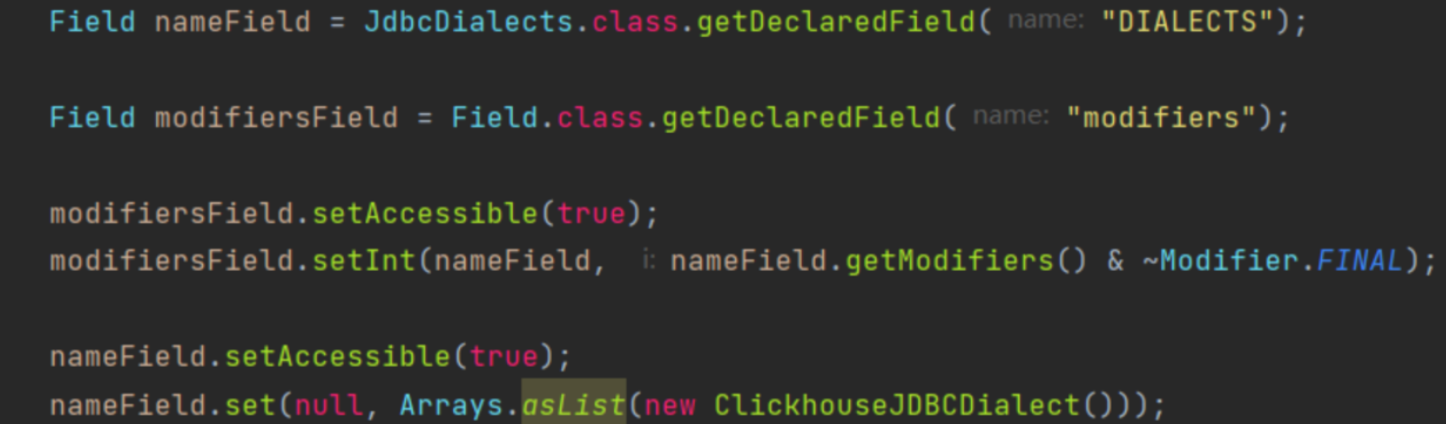 Field nameField = JdbcDialects.class.getDeclaredField( name: "DIALECTS");
Field modifiersField = Field.class.getDeclaredField( name: "modifiers");
modifiersField.setAccessible(true);
modifiersField.setInt(nameField, i: nameField.getModifiers() & ~Modifier.FINAL);
nameField.setAccessible(true);
nameField.set(null, Arrays.asList(new ClickhouseJDBCDialect()));